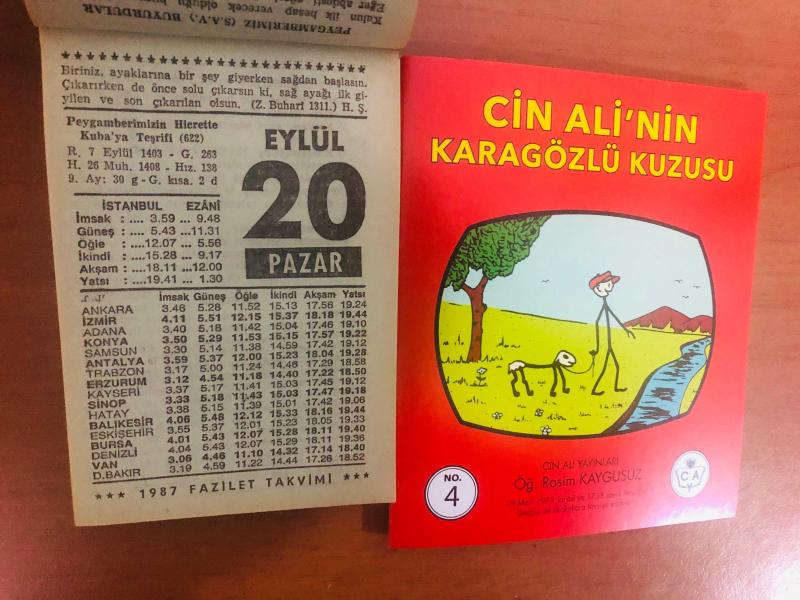 PEYGAMBERİMİZ (S.A.V.) BUYURDULAR
Kulun ilk hesap verecek olduğu
★★★★★★★★★★★★★★★★★★★★★★★★
Biriniz, ayaklarına bir şey giyerken sağdan başlasın.
Çıkarırken de önce solu çıkarsın ki, sağ ayağı ilk gi-
yilen ve son çıkarılan olsun. (Z. Buharî 1311.) H. Ş.
Peygamberimizin Hicrette
Kuba'ya Teşrifi (622)
R. 7 Eylül 1403 - G. 263
H. 26 Muh. 1408 - Hız. 138
9. Ay: 30 g - G. kısa. 2 d
EYLÜL
20
PAZAR
İSTANBUL EZANÎ
İmsak : .... 3.59 ... 9.48
Güneş : .... 5.43 ...11.31
Öğle : ....12.07 ... 5.56
İkindi : ....15.28 ... 9.17
Akşam : ....18.11 ...12.00
Yatsı : ....19.41 ... 1.30
İmsak Güneş Öğle İkindi Akşam Yatsı
ANKARA 3.46 5.28 11.52 15.13 17.56 19.24
İZMİR 4.11 5.51 12.15 15.37 18.18 19.44
ADANA 3.40 5.18 11.42 15.04 17.46 19.10
KONYA 3.50 5.29 11.53 15.15 17.57 19.22
SAMSUN 3.30 5.14 11.38 14.59 17.42 19.12
ANTALYA 3.59 5.37 12.00 15.23 18.04 19.28
TRABZON 3.17 5.00 11.24 14.46 17.29 18.58
ERZURUM 3.12 4.54 11.18 14.40 17.22 18.50
KAYSERİ 3.37 5.17 11.41 15.03 17.45 19.12
SİNOP 3.33 5.18 11.43 15.03 17.47 19.18
HATAY 3.38 5.15 11.39 15.01 17.42 19.06
BALIKESİR 4.06 5.48 12.12 15.33 18.16 19.44
ESKİŞEHİR 3.55 5.37 12.01 15.23 18.05 19.33
BURSA 4.01 5.43 12.07 15.28 18.11 19.40
DENİZLİ 4.04 5.43 12.07 15.29 18.11 19.36
VAN 3.06 4.46 11.10 14.32 17.14 18.40
D.BAKIR 3.19 4.59 11.22 14.44 17.26 18.52
★★★ 1987 FAZİLET TAKVİMİ ★★★
CİN ALİ'NİN
KARAGÖZLÜ KUZUSU
CİN ALİ YAYINLARI
Öğ. Rasim KAYGUSUZ
NO.
4
C A